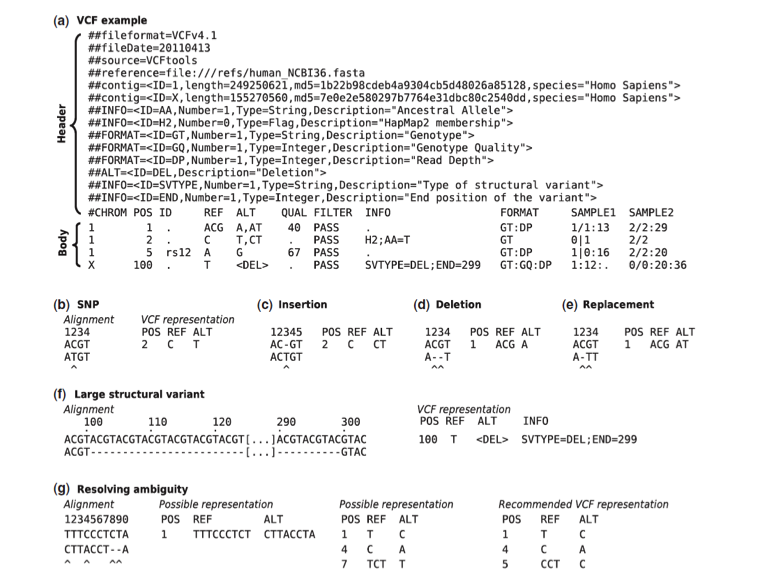 (a) VCF example
##fileformat=VCFv4.1
##fileDate=20110413
##source=VCFtools
##reference=file:///refs/human_NCBI36.fasta
##contig=<ID=1,length=249250621,md5=1b22b98cdeb4a9304cb5d48026a85128,species="Homo Sapiens">
##contig=<ID=X,length=155270560,md5=7e0e2e580297b7764e31dbc80c2540dd,species="Homo Sapiens">
##INFO=<ID=AA,Number=1,Type=String,Description="Ancestral Allele">
##INFO=<ID=H2,Number=0,Type=Flag,Description="HapMap2 membership">
##FORMAT=<ID=GT,Number=1,Type=String,Description="Genotype">
##FORMAT=<ID=GQ,Number=1,Type=Integer,Description="Genotype Quality">
##FORMAT=<ID=DP,Number=1,Type=Integer,Description="Read Depth">
##ALT=<ID=DEL,Description="Deletion">
##INFO=<ID=SVTYPE,Number=1,Type=String,Description="Type of structural variant">
##INFO=<ID=END,Number=1,Type=Integer,Description="End position of the variant">
Header
#CHROM POS ID REF ALT QUAL FILTER INFO FORMAT SAMPLE1 SAMPLE2
1 1 . ACG A,AT 40 PASS . GT:DP 1/1:13 2/2:29
1 2 . C T,CT . PASS H2;AA=T GT 0|1 2/2
1 5 rs12 A G 67 PASS . GT:DP 1|0:16 2/2:20
X 100 . T <DEL> . PASS SVTYPE=DEL;END=299 GT:GQ:DP 1:12:. 0/0:20:36
Body
(b) SNP
Alignment VCF representation
1234 POS REF ALT
ACGT 2 C T
ATGT
^
(c) Insertion
12345 POS REF ALT
AC-GT 2 C CT
ACTGT
^
(d) Deletion
1234 POS REF ALT
ACGT 1 ACG A
A--T
^^
(e) Replacement
1234 POS REF ALT
ACGT 1 ACG AT
A-TT
^^
(f) Large structural variant
Alignment VCF representation
100 110 120 290 300 POS REF ALT INFO
ACGTACGTACGTACGTACGTACGTACGT[...]ACGTACGTACGTAC 100 T <DEL> SVTYPE=DEL;END=299
ACGT------------------------[...]----------GTAC
(g) Resolving ambiguity
Alignment Possible representation Possible representation Recommended VCF representation
1234567890 POS REF ALT POS REF ALT POS REF ALT
TTTCCCTCTA 1 TTTCCCTCT CTTACCTA 1 T C 1 T C
CTTACCT--A 4 C A 4 C A
^ ^ ^^ 7 TCT T 5 CCT C